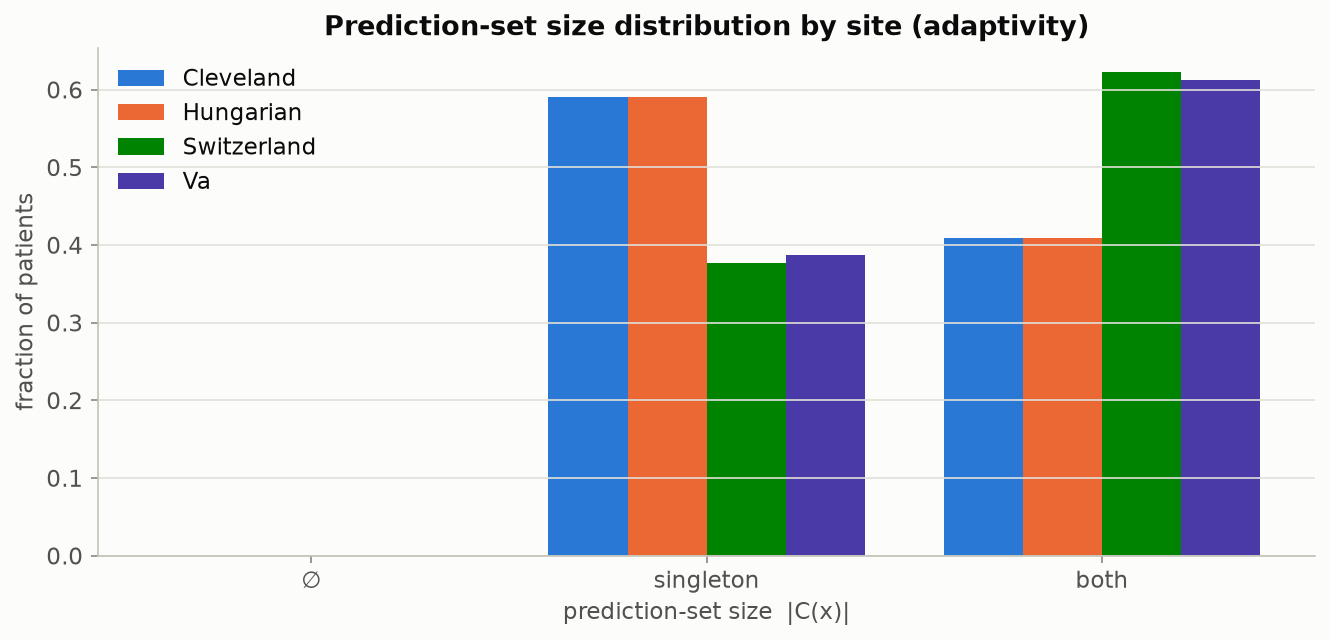 Prediction-set size distribution by site (adaptivity)
Cleveland
Hungarian
Switzerland
Va
fraction of patients
0.6
0.5
0.4
0.3
0.2
0.1
0.0
∅ singleton both
prediction-set size |C(x)|